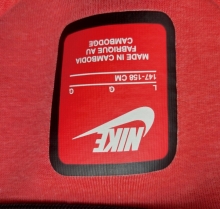 NIKE
L G G
147-158 CM
MADE IN CAMBODIA
FABRIQUE AU
CAMBODGE